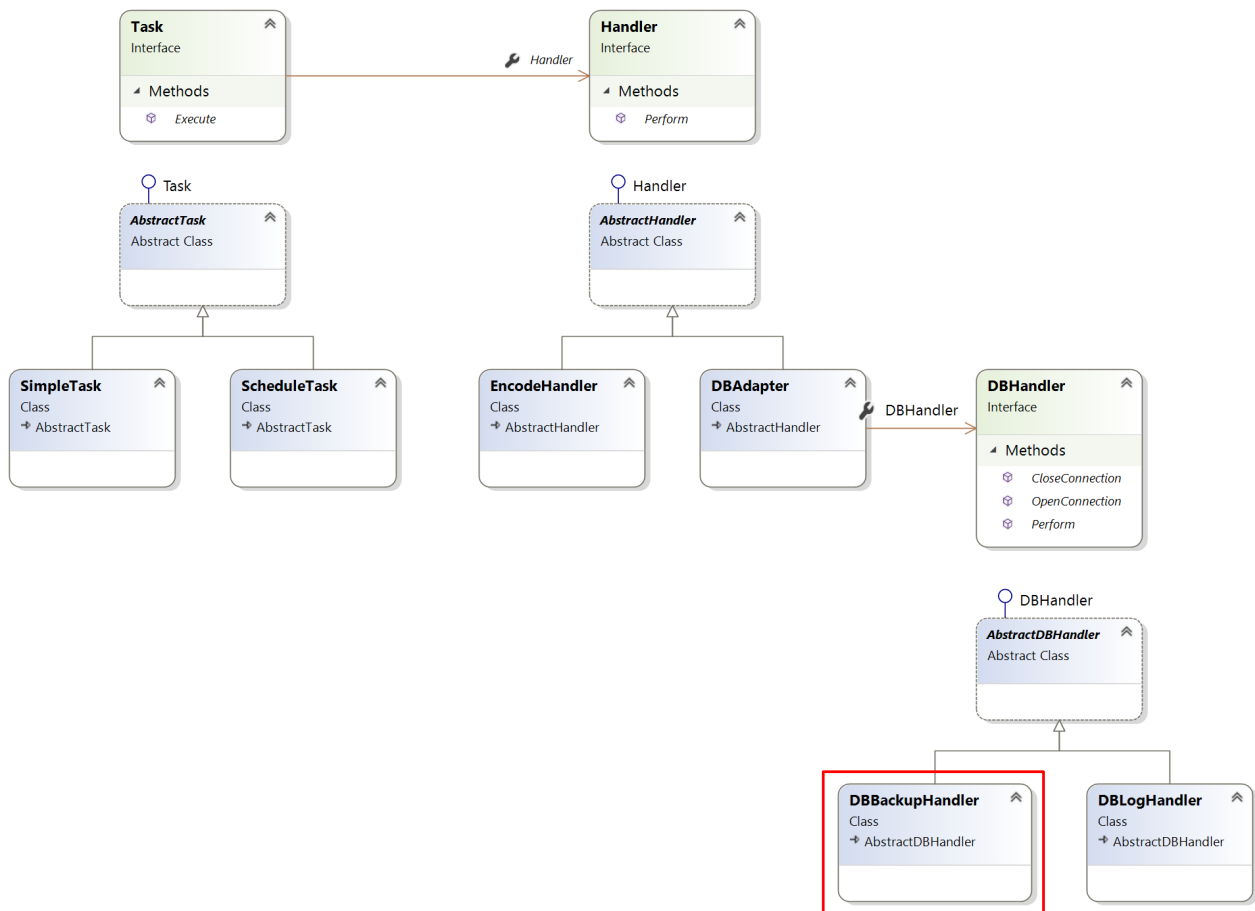 Task
Interface
Methods
Execute
Handler
Handler
Interface
Methods
Perform
Task
AbstractTask
Abstract Class
Handler
AbstractHandler
Abstract Class
SimpleTask
Class
AbstractTask
ScheduleTask
Class
AbstractTask
EncodeHandler
Class
AbstractHandler
DBAdapter
Class
AbstractHandler
DBHandler
DBHandler
Interface
Methods
CloseConnection
OpenConnection
Perform
DBHandler
AbstractDBHandler
Abstract Class
DBBackupHandler
Class
AbstractDBHandler
DBLogHandler
Class
AbstractDBHandler